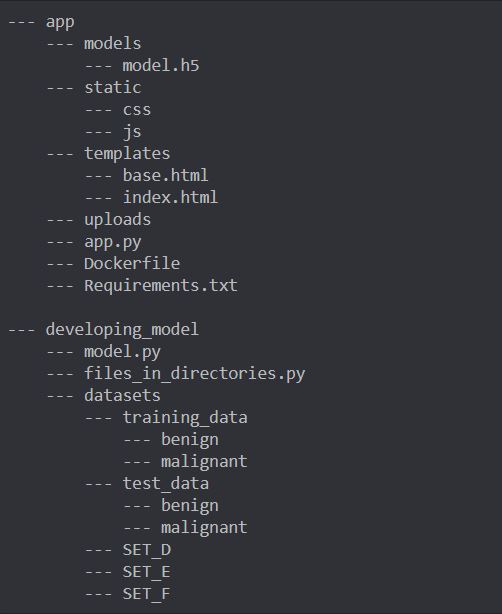 --- app
    --- models
        --- model.h5
    --- static
        --- css
        --- js
    --- templates
        --- base.html
        --- index.html
    --- uploads
    --- app.py
    --- Dockerfile
    --- Requirements.txt

--- developing_model
    --- model.py
    --- files_in_directories.py
    --- datasets
        --- training_data
            --- benign
            --- malignant
        --- test_data
            --- benign
            --- malignant
        --- SET_D
        --- SET_E
        --- SET_F